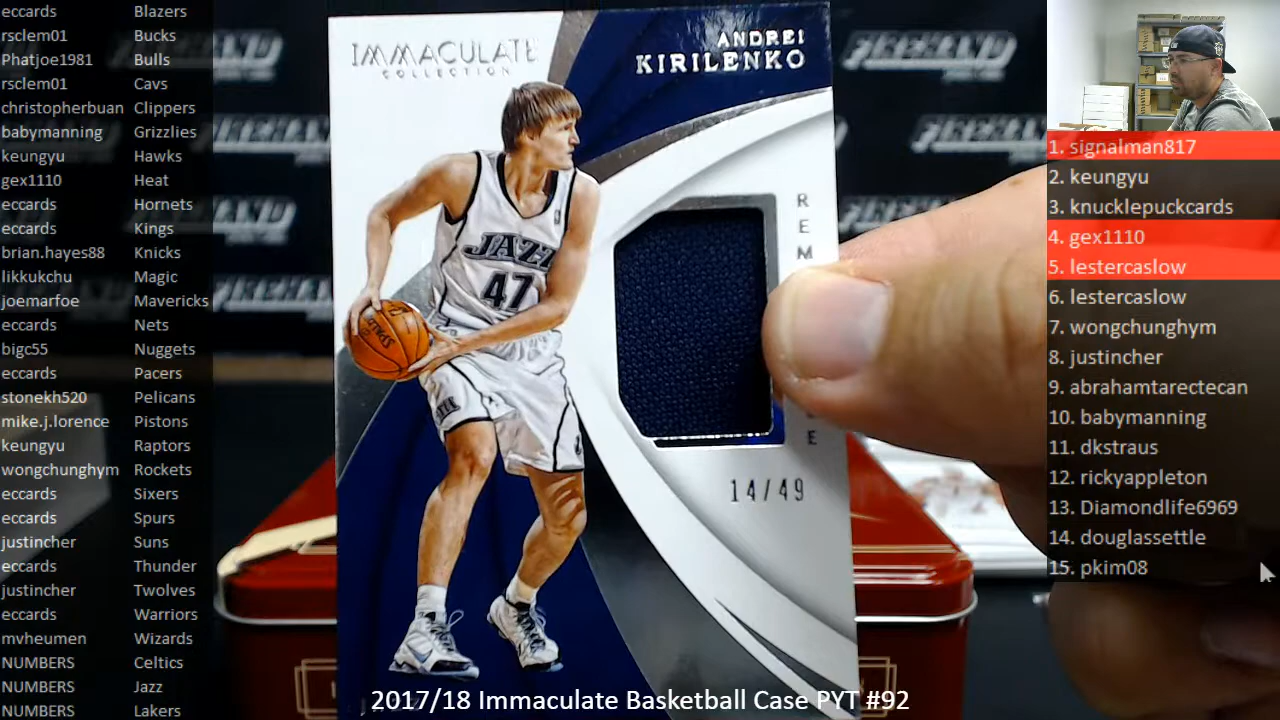 eccards Blazers
rsclem01 Bucks
Phatjoe1981 Bulls
rsclem01 Cavs
christopherbuan Clippers
babymanning Grizzlies
keungyu Hawks
gex1110 Heat
eccards Hornets
eccards Kings
brian.hayes88 Knicks
likkukchu Magic
joemarfoe Mavericks
eccards Nets
bigc55 Nuggets
eccards Pacers
stonekh520 Pelicans
mike.j.lorence Pistons
keungyu Raptors
wongchunghym Rockets
eccards Sixers
eccards Spurs
justincher Suns
eccards Thunder
justincher Twolves
eccards Warriors
mvheumen Wizards
NUMBERS Celtics
NUMBERS Jazz
NUMBERS Lakers
IMMACULATE
COLLECTION
ANDREI
KIRILENKO
JAZZ
47
SPALDING
14/49
2017/18 Immaculate Basketball Case PYT #92
1. signalman817
2. keungyu
3. knucklepuckcards
4. gex1110
5. lestercaslow
6. lestercaslow
7. wongchunghym
8. justincher
9. abrahamtarectecan
10. babymanning
11. dkstraus
12. rickyappleton
13. Diamondlife6969
14. douglassettle
15. pkim08